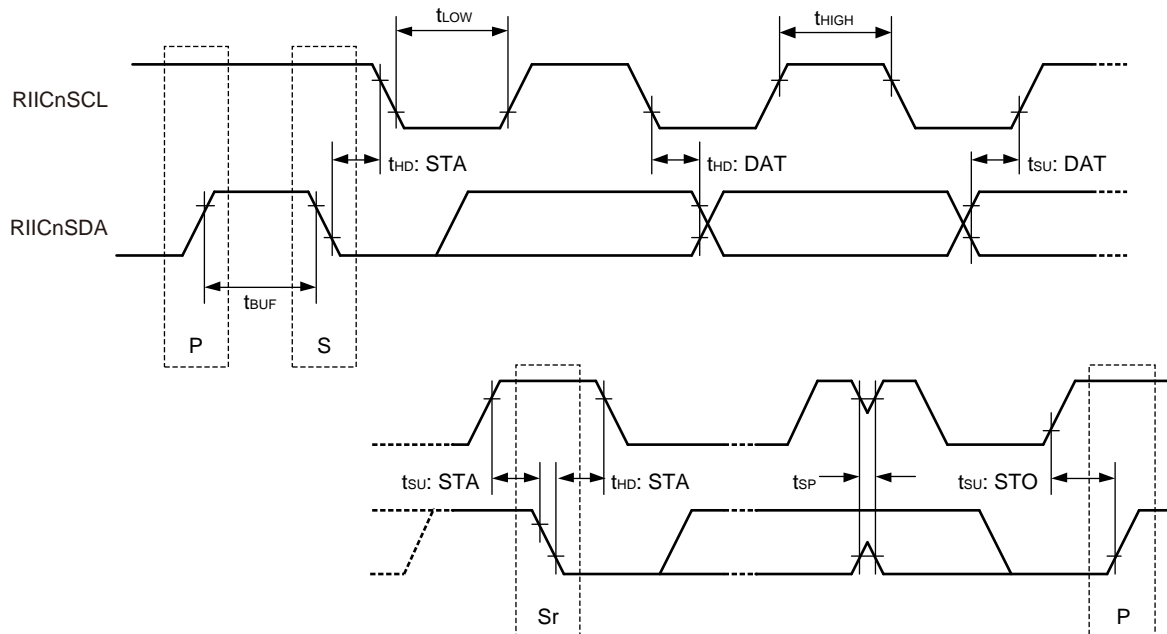 tLOW
tHIGH
RIICnSCL
tHD: STA
tHD: DAT
tSU: DAT
RIICnSDA
tBUF
P
S
tSU: STA
tHD: STA
tSP
tSU: STO
Sr
P